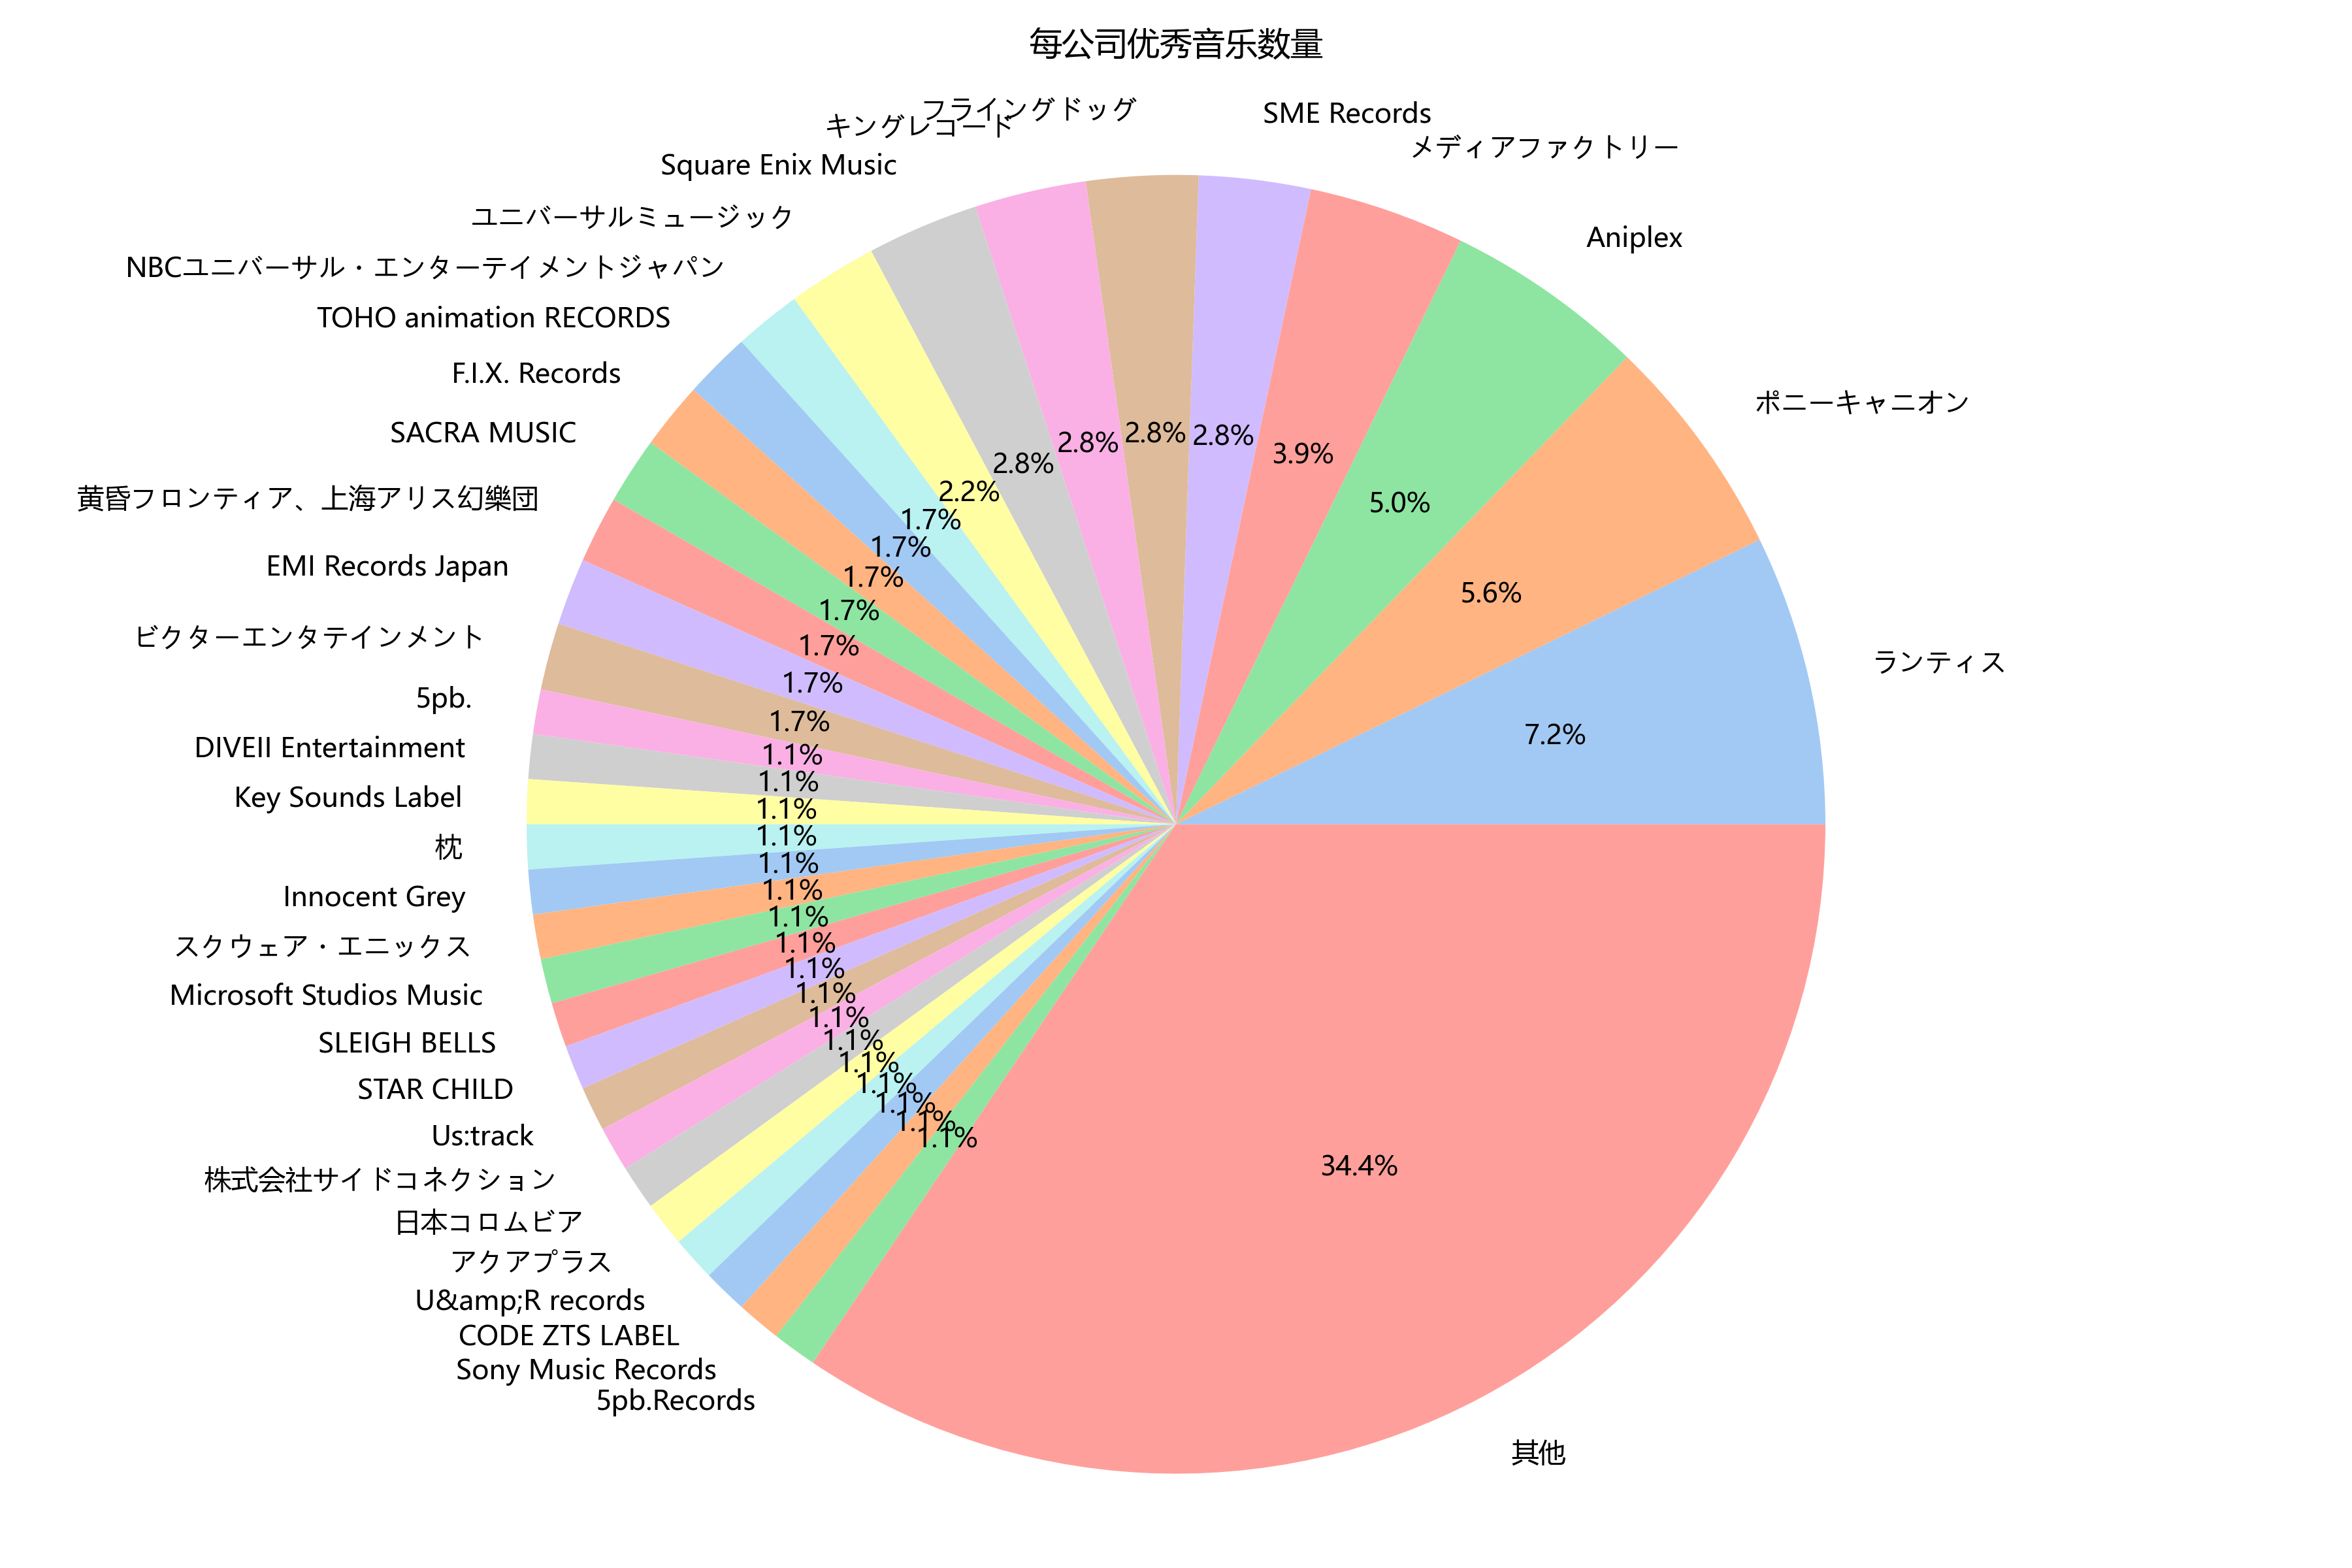 每公司优秀音乐数量
フライングドッグ
SME Records
キングレコード
メディアファクトリー
Square Enix Music
ユニバーサルミュージック
Aniplex
NBCユニバーサル・エンターテイメントジャパン
TOHO animation RECORDS
F.I.X. Records
ポニーキャニオン
SACRA MUSIC
2.8%
2.8%
2.8%
3.9%
2.8%
2.2%
5.0%
黄昏フロンティア、上海アリス幻樂団
1.7%
1.7%
EMI Records Japan
1.7%
5.6%
1.7%
ビクターエンタテインメント
1.7%
ランティス
1.7%
5pb.
1.7%
7.2%
DIVEII Entertainment
1.1%
1.1%
Key Sounds Label
1.1%
1.1%
枕
1.1%
Innocent Grey
1.1%
1.1%
スクウェア・エニックス
1.1%
1.1%
Microsoft Studios Music
1.1%
1.1%
SLEIGH BELLS
1.1%
1.1%
STAR CHILD
1.1%
1.1%
1.1%
Us:track
1.1%
34.4%
株式会社サイドコネクション
日本コロムビア
アクアプラス
U&amp;R records
CODE ZTS LABEL
Sony Music Records
5pb.Records
其他